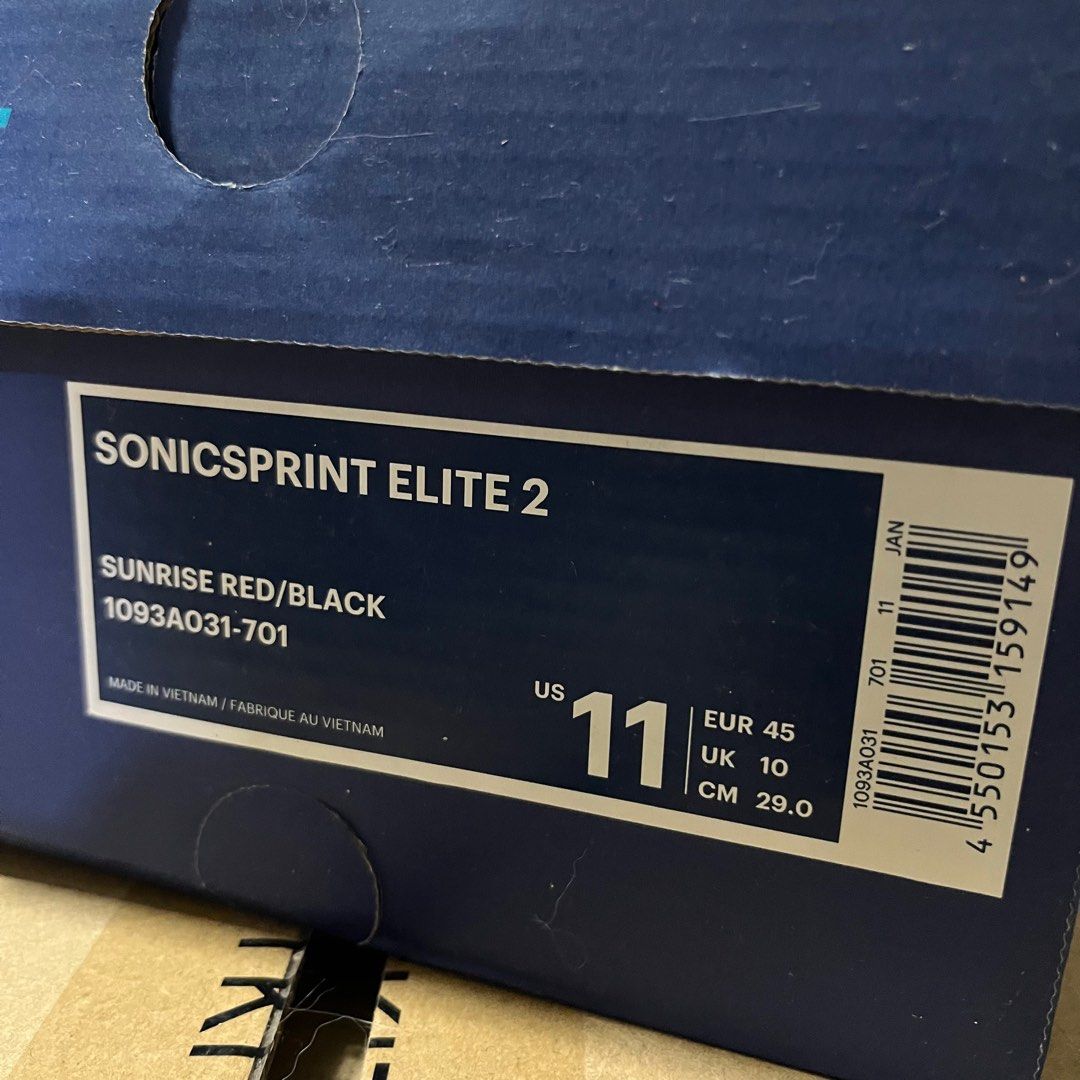 SONICSPRINT ELITE 2
SUNRISE RED/BLACK
1093A031-701
MADE IN VIETNAM / FABRIQUE AU VIETNAM
US 11
EUR 45
UK 10
CM 29.0
1093A031 701 11 JAN
4 550153 159149